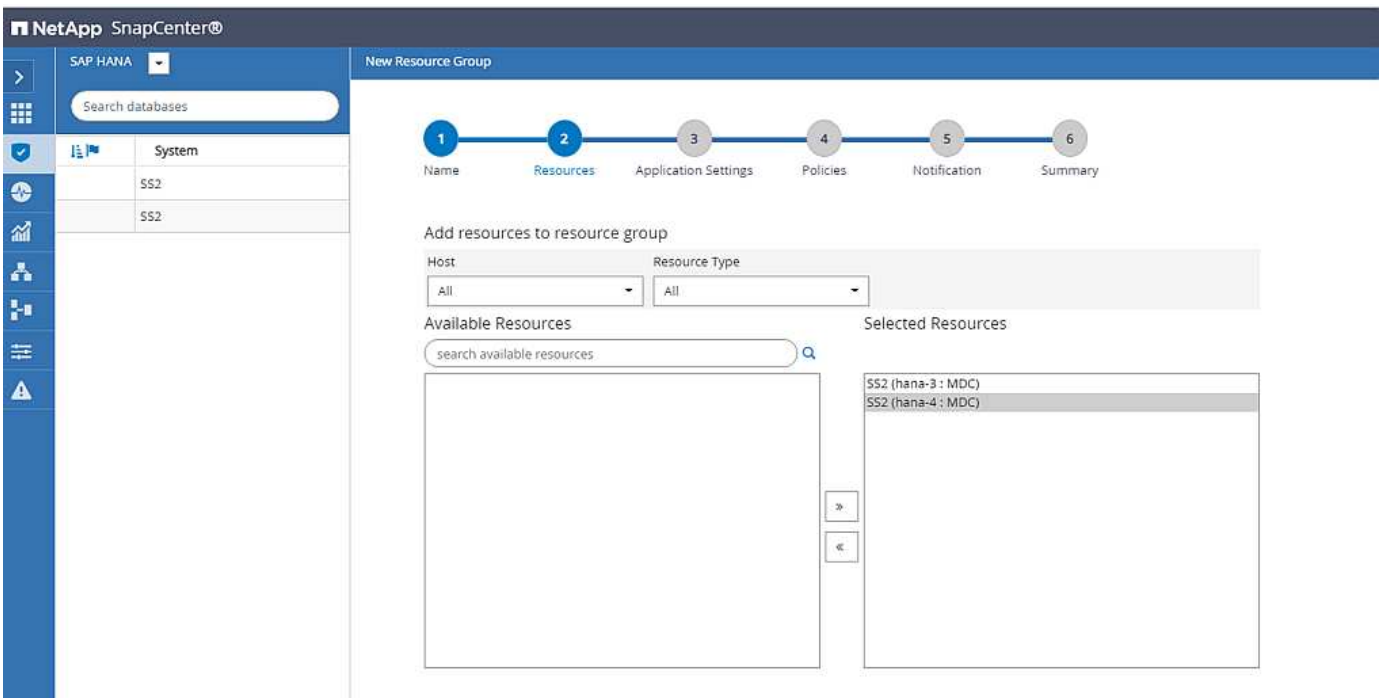 NetApp SnapCenter®
SAP HANA
Search databases
System
SS2
SS2
New Resource Group
1 2 3 4 5 6
Name Resources Application Settings Policies Notification Summary
Add resources to resource group
Host Resource Type
All All
Available Resources Selected Resources
search available resources
SS2 (hana-3 : MDC)
SS2 (hana-4 : MDC)
»
«